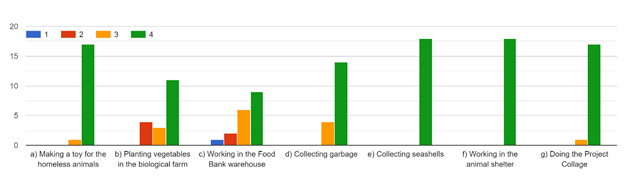 20
1 2 3 4
15
10
5
0
a) Making a toy for the homeless animals
b) Planting vegetables in the biological farm
c) Working in the Food Bank warehouse
d) Collecting garbage
e) Collecting seashells
f) Working in the animal shelter
g) Doing the Project Collage